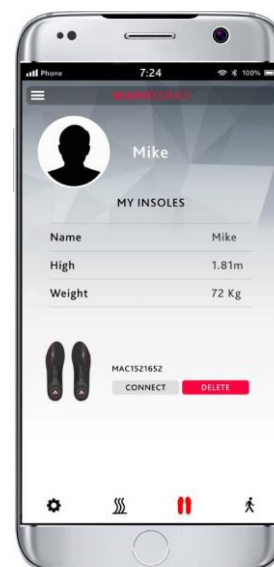 Phone 7:24 100%
Mike
MY INSOLES
Name Mike
High 1.81m
Weight 72 Kg
MAC1521652
CONNECT DELETE